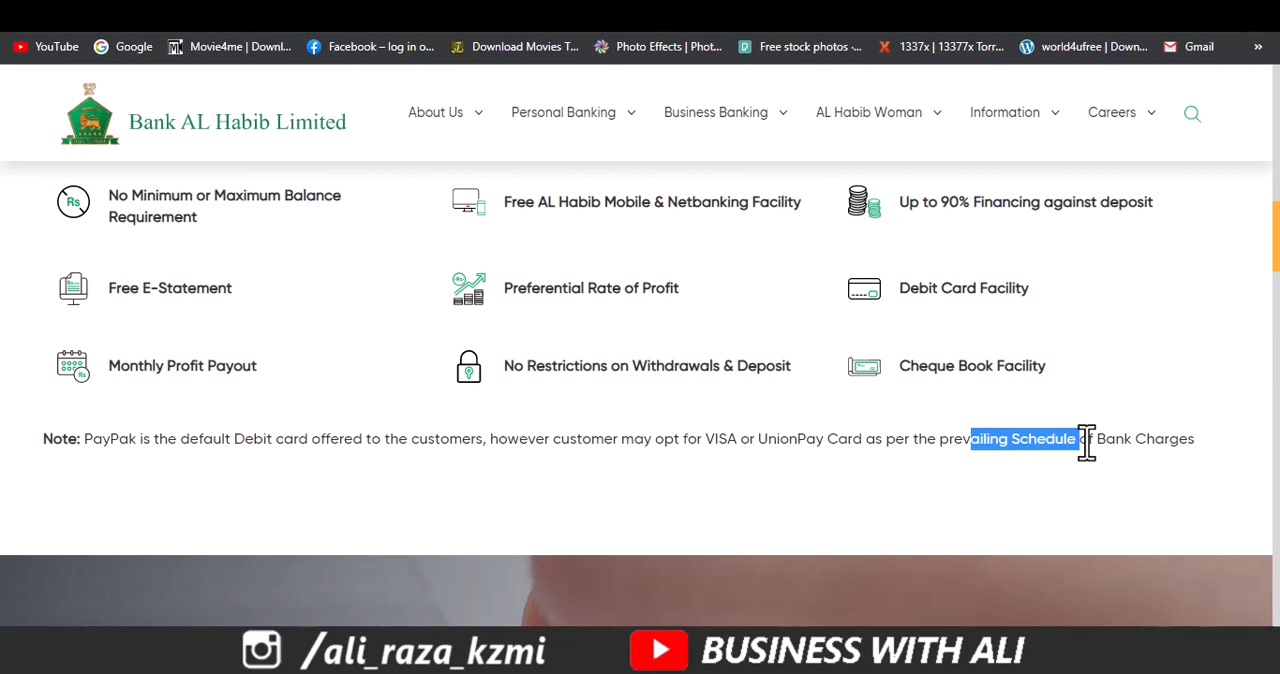 YouTube Google Movie4me | Downl... Facebook – log in o... Download Movies T... Photo Effects | Phot... Free stock photos ·... 1337x | 13377x Torr... world4ufree | Down... Gmail »
Bank AL Habib Limited About Us Personal Banking Business Banking AL Habib Woman Information Careers
No Minimum or Maximum Balance
Requirement
Free AL Habib Mobile & Netbanking Facility
Up to 90% Financing against deposit
Free E-Statement
Preferential Rate of Profit
Debit Card Facility
Monthly Profit Payout
No Restrictions on Withdrawals & Deposit
Cheque Book Facility
Note: PayPak is the default Debit card offered to the customers, however customer may opt for VISA or UnionPay Card as per the prevailing Schedule of Bank Charges
/ali_raza_kzmi BUSINESS WITH ALI